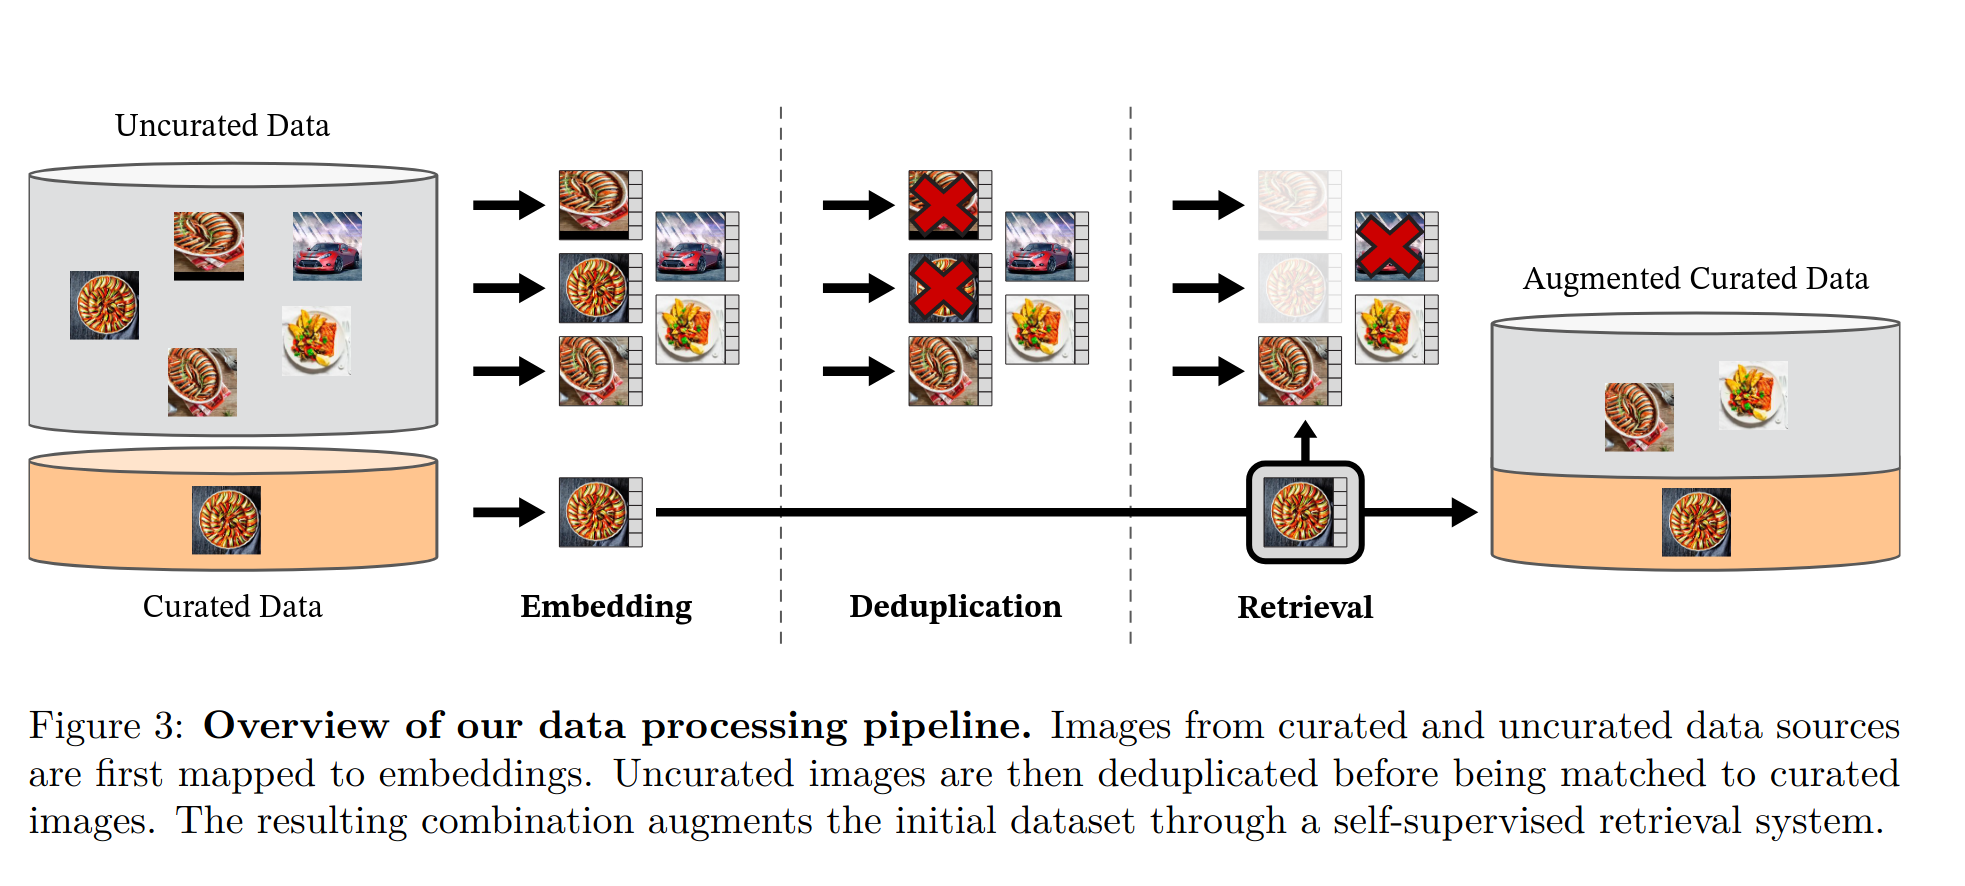 Uncurated Data
Augmented Curated Data
Curated Data
Embedding
Deduplication
Retrieval
Figure 3: Overview of our data processing pipeline. Images from curated and uncurated data sources
are first mapped to embeddings. Uncurated images are then deduplicated before being matched to curated
images. The resulting combination augments the initial dataset through a self-supervised retrieval system.